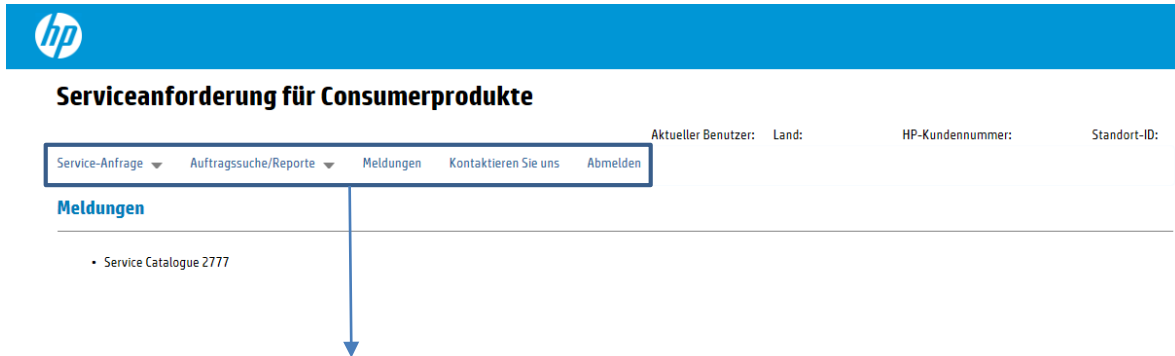 hp
Serviceanforderung für Consumerprodukte
Aktueller Benutzer: Land: HP-Kundennummer: Standort-ID:
Service-Anfrage Auftragssuche/Reporte Meldungen Kontaktieren Sie uns Abmelden
Meldungen
• Service Catalogue 2777